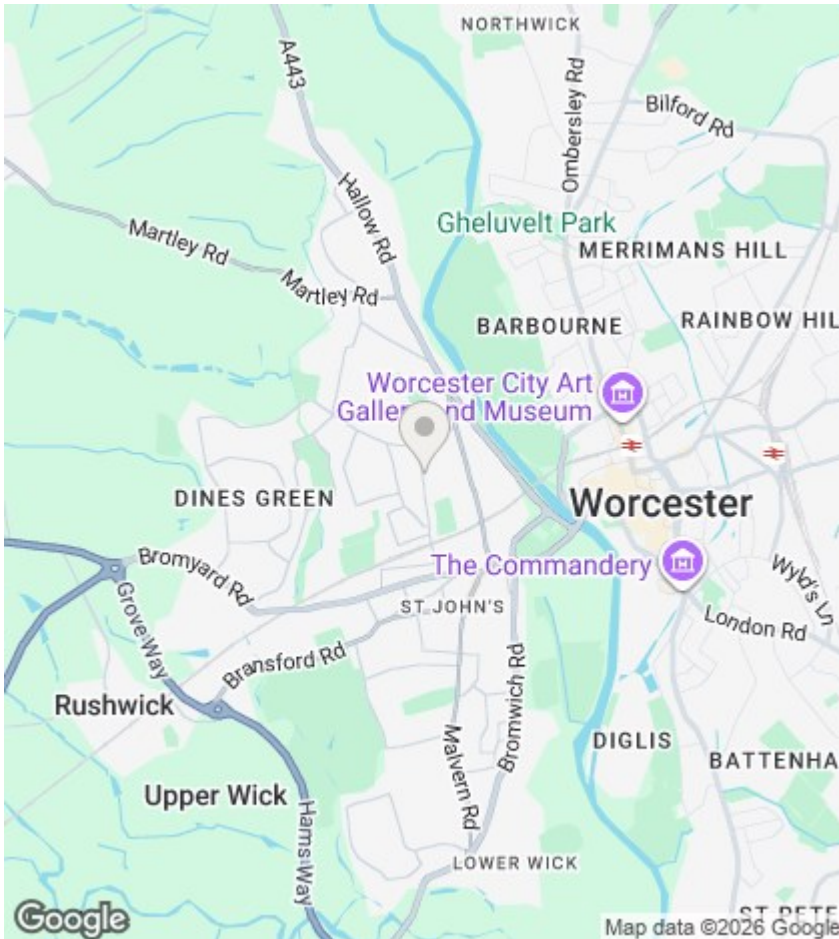 NORTHWICK
A443
Ombersley Rd
Bilford Rd
Hallow Rd
Gheluvelt Park
Martley Rd
MERRIMANS HILL
Martley Rd
BARBOURNE
RAINBOW HIL
Worcester City Art
Gallery and Museum
DINES GREEN
Worcester
Bromyard Rd
The Commandery
Wyld's Ln
Grove Way
ST JOHN'S
London Rd
Bransford Rd
Rushwick
Bromwich Rd
DIGLIS
Malvern Rd
BATTENHA
Upper Wick
Hams Way
LOWER WICK
ST PETE
Google
Map data ©2026 Google